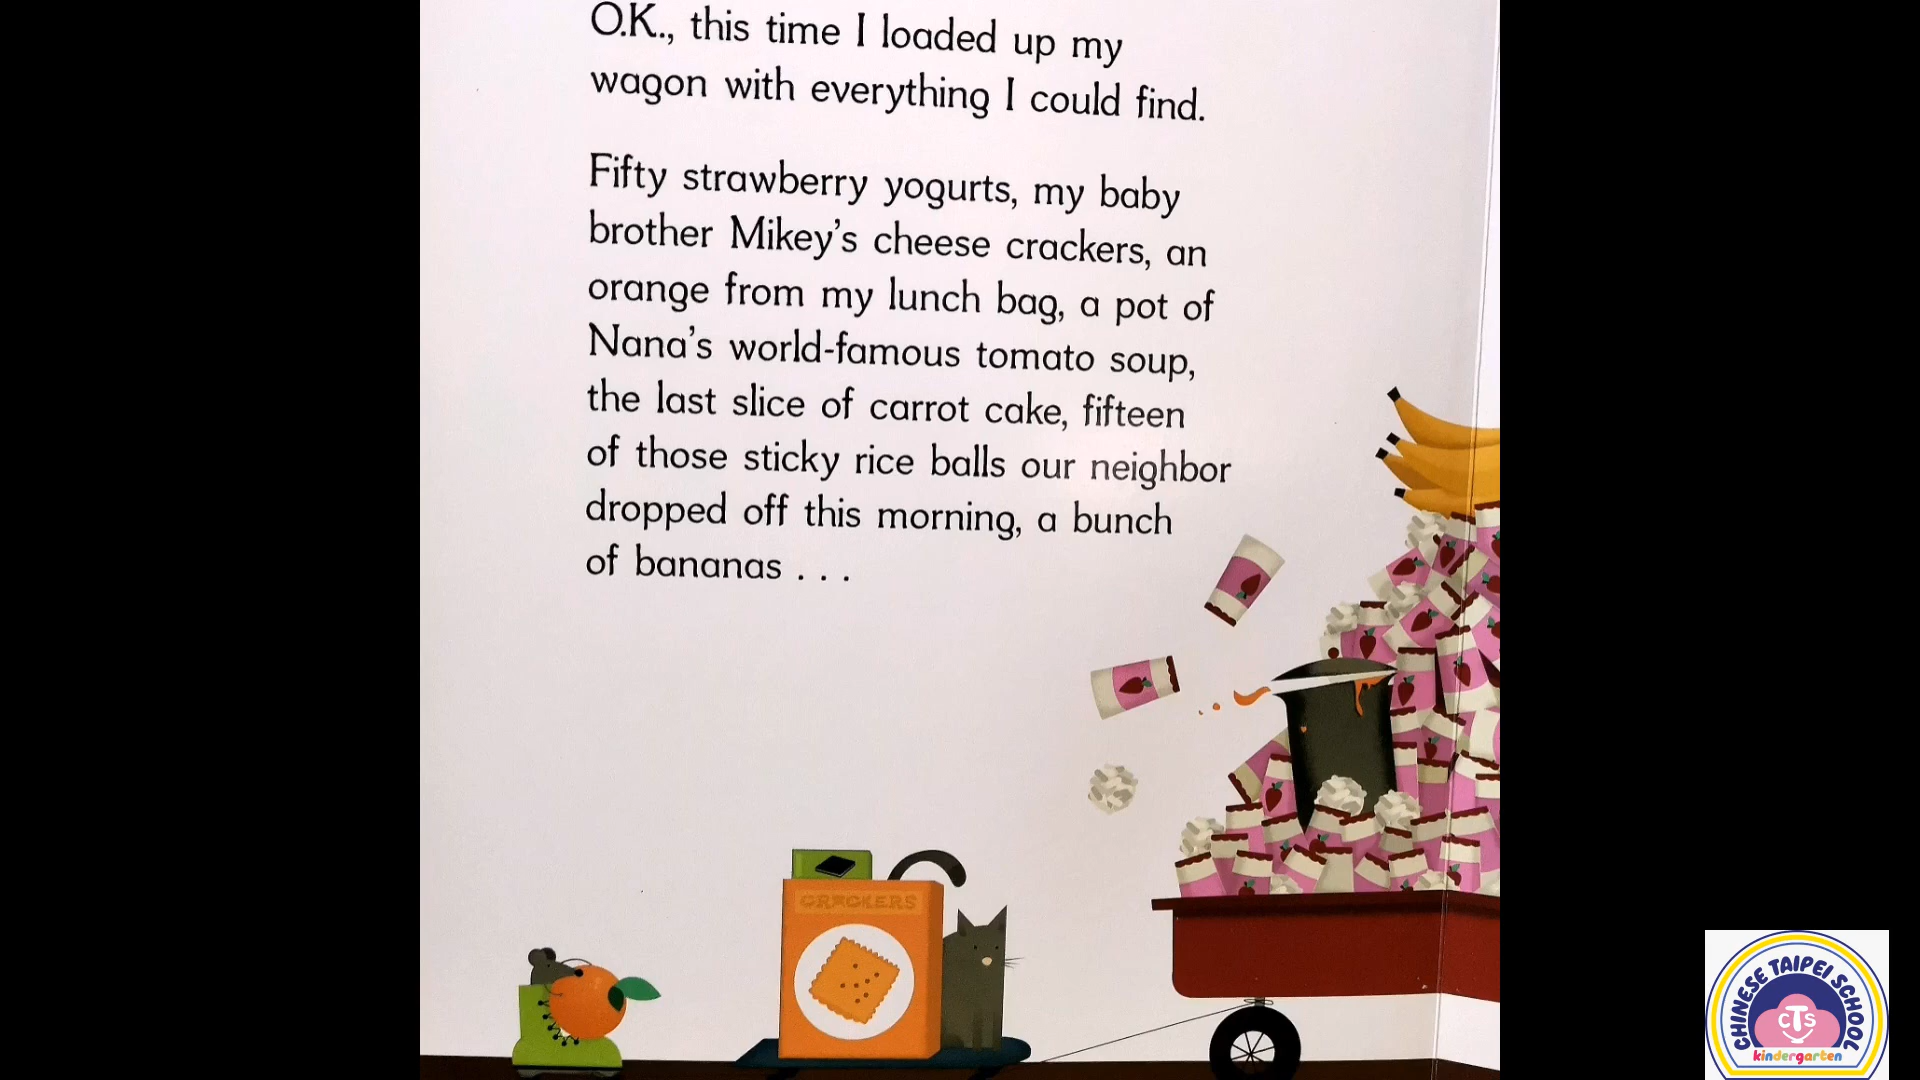 O.K., this time I loaded up my
wagon with everything I could find.
Fifty strawberry yogurts, my baby
brother Mikey's cheese crackers, an
orange from my lunch bag, a pot of
Nana's world-famous tomato soup,
the last slice of carrot cake, fifteen
of those sticky rice balls our neighbor
dropped off this morning, a bunch
of bananas . . .
CRACKERS
CHINESE TAIPEI SCHOOL
CTS
kindergarten